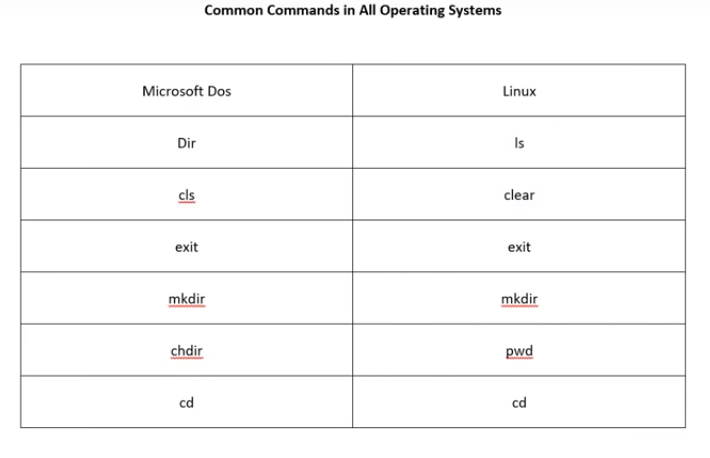 Common Commands in All Operating Systems
Microsoft Dos Linux
Dir ls
cls clear
exit exit
mkdir mkdir
chdir pwd
cd cd